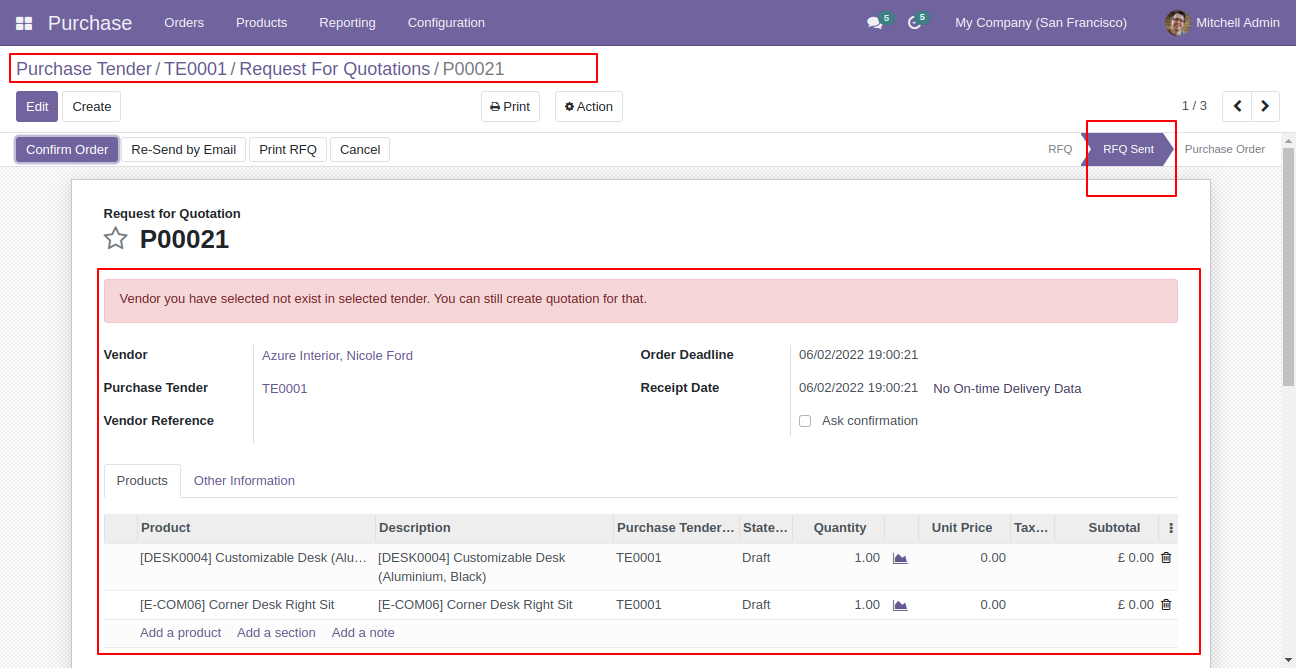 Purchase Orders Products Reporting Configuration 5 5 My Company (San Francisco) Mitchell Admin
Purchase Tender / TE0001 / Request For Quotations / P00021
Edit Create Print Action 1 / 3
Confirm Order Re-Send by Email Print RFQ Cancel RFQ RFQ Sent Purchase Order
Request for Quotation
P00021
Vendor you have selected not exist in selected tender. You can still create quotation for that.
Vendor Azure Interior, Nicole Ford Order Deadline 06/02/2022 19:00:21
Purchase Tender TE0001 Receipt Date 06/02/2022 19:00:21 No On-time Delivery Data
Vendor Reference Ask confirmation
Products Other Information
Product Description Purchase Tender... State... Quantity Unit Price Tax... Subtotal
[DESK0004] Customizable Desk (Alu... [DESK0004] Customizable Desk TE0001 Draft 1.00 0.00 £ 0.00
(Aluminium, Black)
[E-COM06] Corner Desk Right Sit [E-COM06] Corner Desk Right Sit TE0001 Draft 1.00 0.00 £ 0.00
Add a product Add a section Add a note